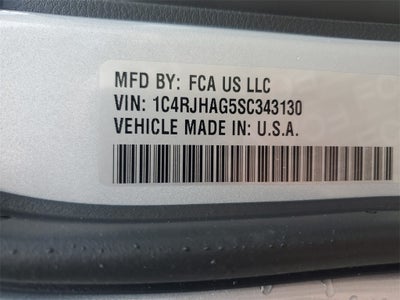 MFD BY: FCA US LLC
VIN: 1C4RJHAG5SC343130
VEHICLE MADE IN: U.S.A.